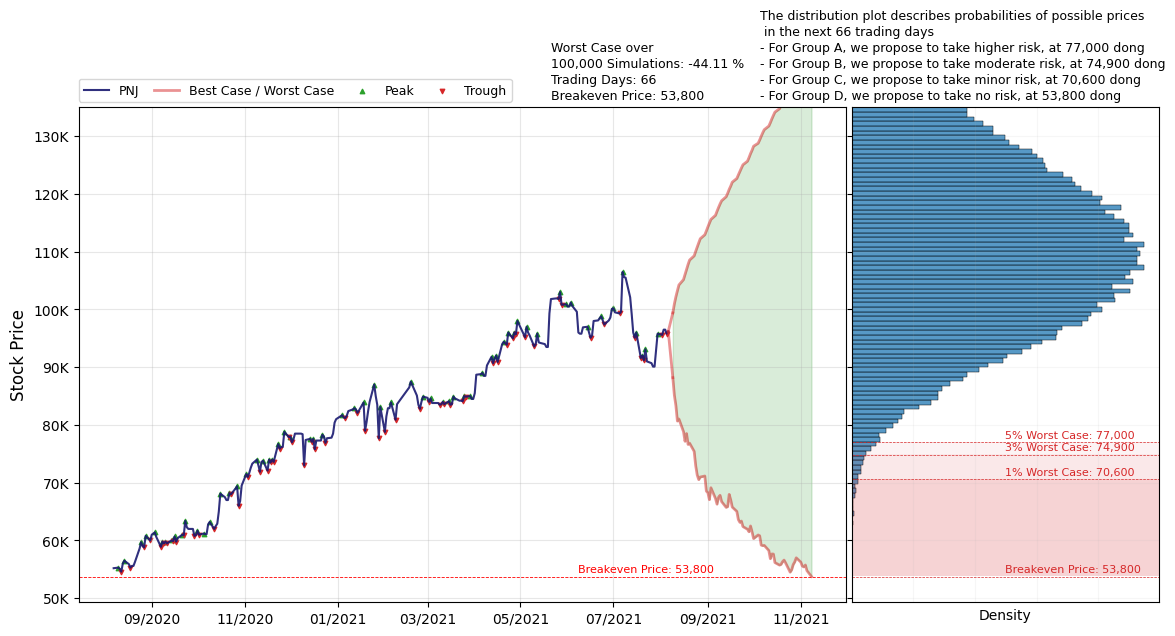 The distribution plot describes probabilities of possible prices
in the next 66 trading days
- For Group A, we propose to take higher risk, at 77,000 dong
- For Group B, we propose to take moderate risk, at 74,900 dong
- For Group C, we propose to take minor risk, at 70,600 dong
- For Group D, we propose to take no risk, at 53,800 dong
Worst Case over
100,000 Simulations: -44.11 %
Trading Days: 66
Breakeven Price: 53,800
PNJ
Best Case / Worst Case
Peak
Trough
Stock Price
130K
120K
110K
100K
90K
80K
70K
60K
50K
5% Worst Case: 77,000
3% Worst Case: 74,900
1% Worst Case: 70,600
Breakeven Price: 53,800
Breakeven Price: 53,800
09/2020
11/2020
01/2021
03/2021
05/2021
07/2021
09/2021
11/2021
Density